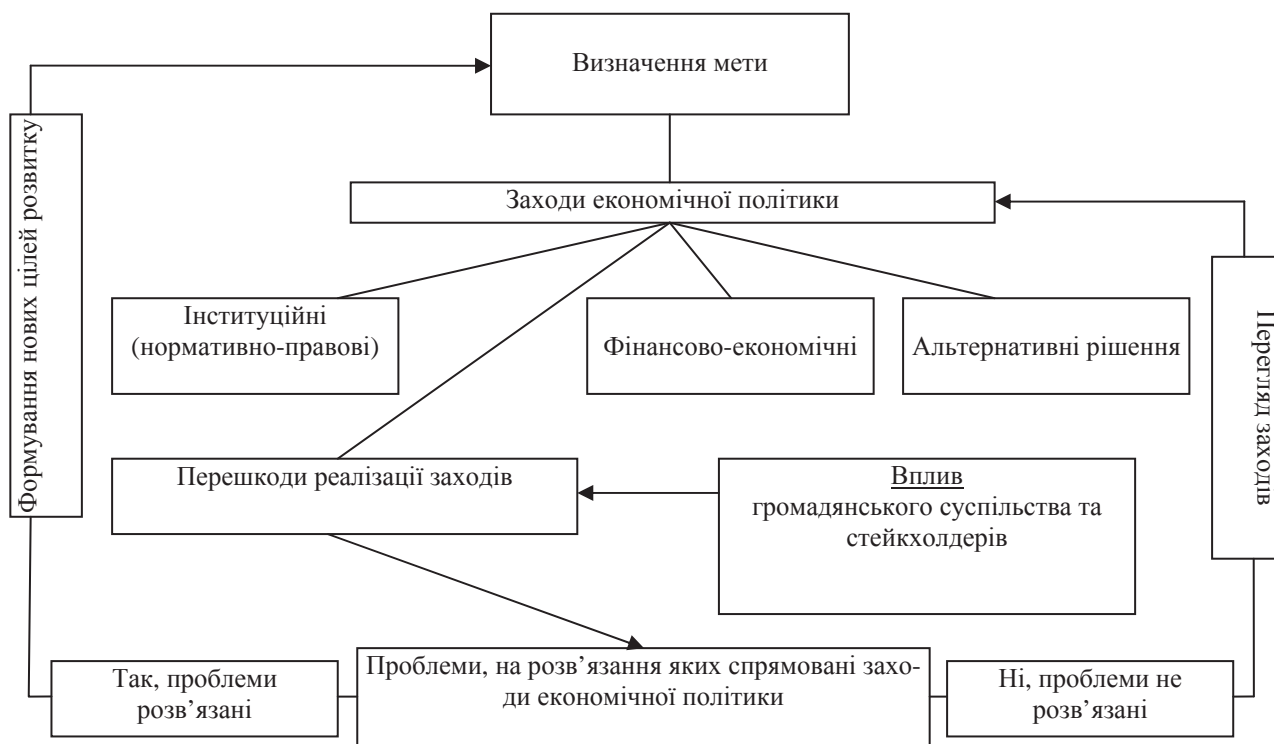 Визначення мети
Формування нових цілей розвитку
Заходи економічної політики
Перегляд заходів
Інституційні
(нормативно-правові)
Фінансово-економічні
Альтернативні рішення
Перешкоди реалізації заходів
Вплив
громадянського суспільства та
стейкхолдерів
Так, проблеми
розв’язані
Проблеми, на розв’язання яких спрямовані захо-
ди економічної політики
Ні, проблеми не
розв’язані